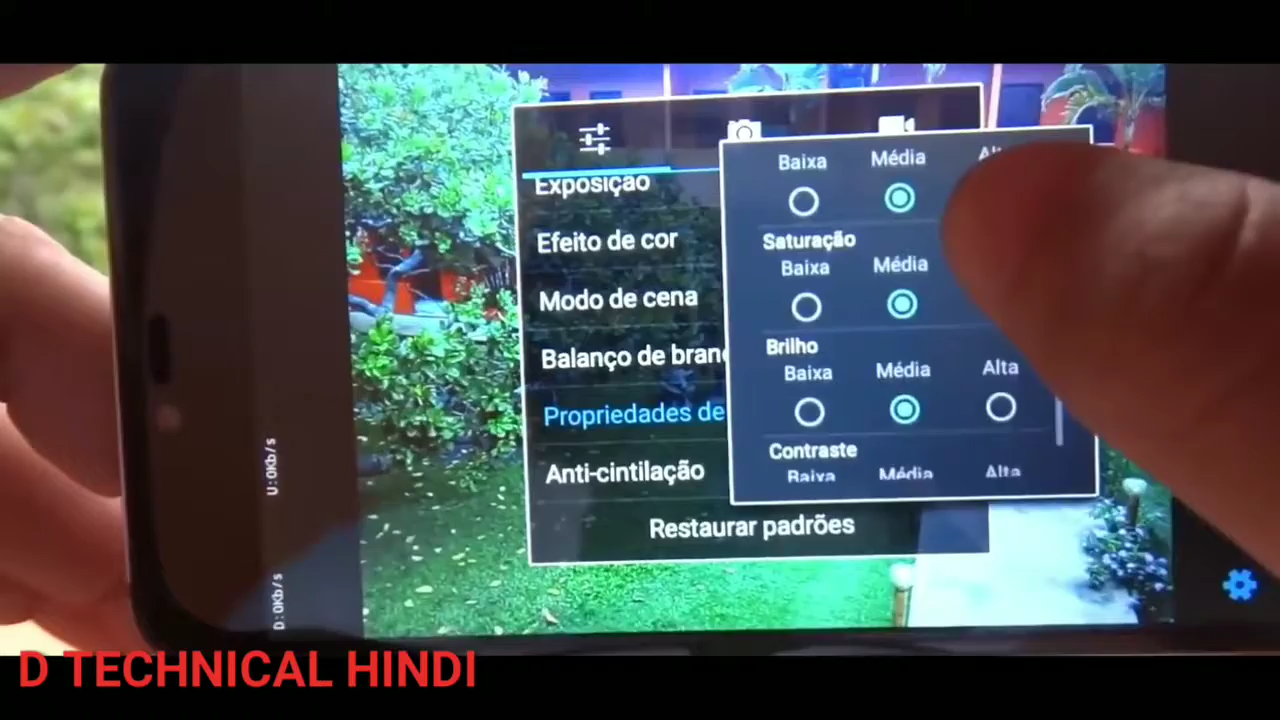 Exposição
Efeito de cor
Modo de cena
Balanço de bran
Propriedades de
Anti-cintilação
Restaurar padrões
Baixa Média
Saturação
Baixa Média
Brilho
Baixa Média Alta
Contraste
Baixa Média Alta
U:0Kb/s
D:0Kb/s
D TECHNICAL HINDI